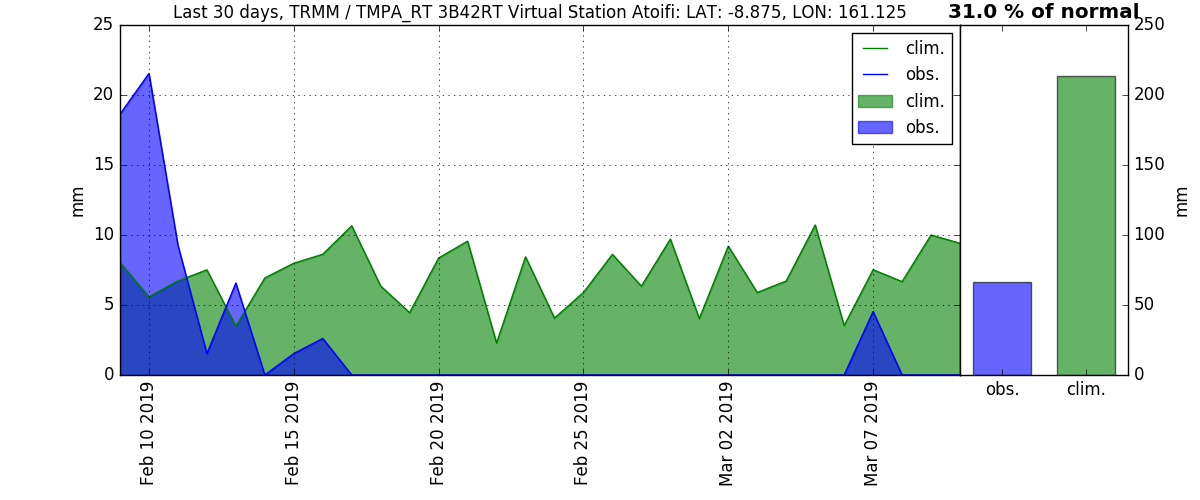 Last 30 days, TRMM / TMPA_RT 3B42RT Virtual Station Atoifi: LAT: -8.875, LON: 161.125
31.0 % of normal
25
20
15
10
5
0
mm
clim.
obs.
clim.
obs.
250
200
150
100
50
0
mm
Feb 10 2019
Feb 15 2019
Feb 20 2019
Feb 25 2019
Mar 02 2019
Mar 07 2019
obs.
clim.